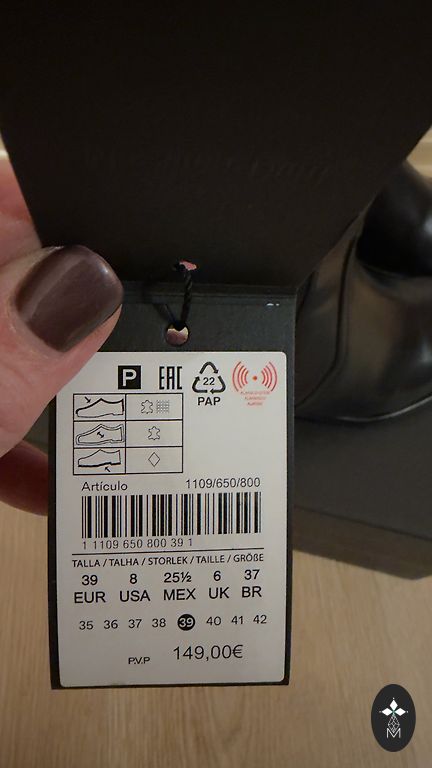 P EAC 22 PAP
Artículo 1109/650/800
1 1109 650 800 39 1
TALLA / TALHA / STORLEK / TAILLE / GRÖßE
39 8 25½ 6 37
EUR USA MEX UK BR
35 36 37 38 39 40 41 42
P.V.P 149,00€
M